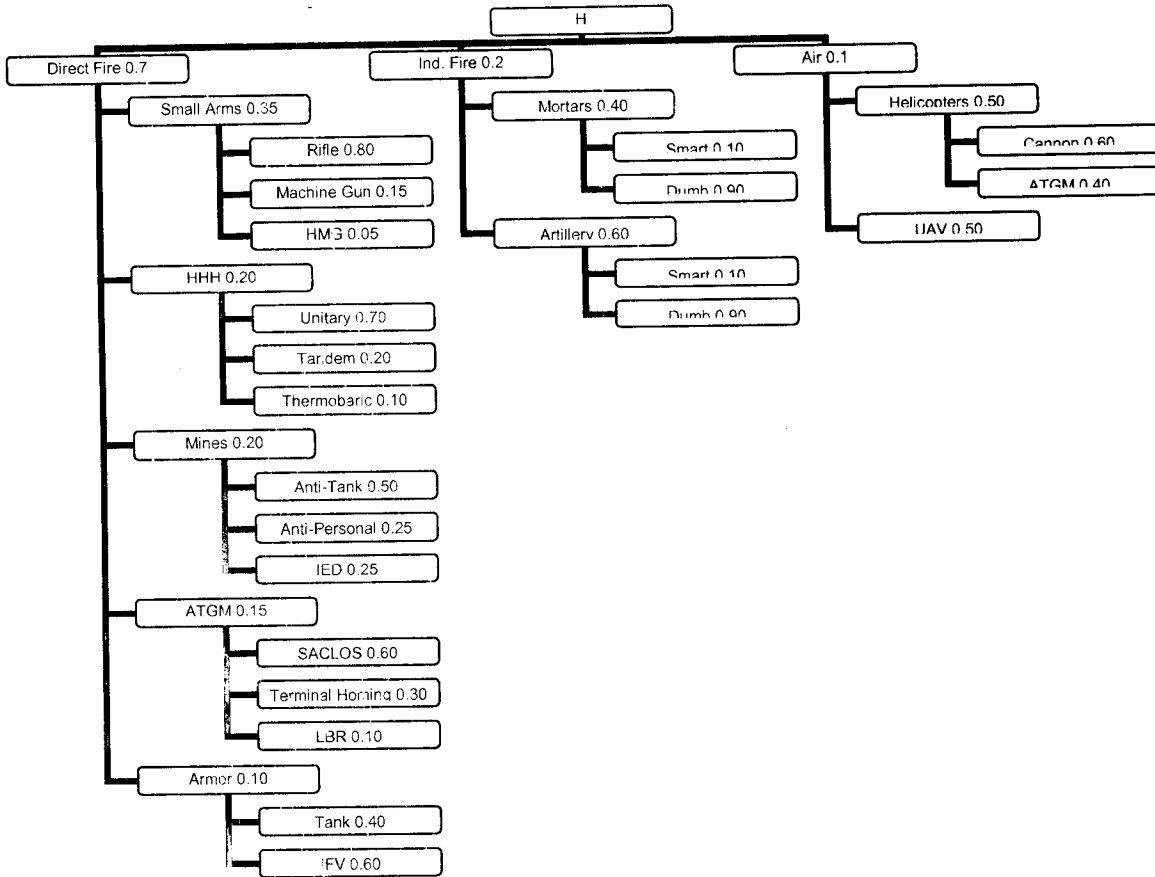 H
Direct Fire 0.7
Small Arms 0.35
Rifle 0.80
Machine Gun 0.15
HMG 0.05
HHH 0.20
Unitary 0.70
Tandem 0.20
Thermobaric 0.10
Mines 0.20
Anti-Tank 0.50
Anti-Personal 0.25
IED 0.25
ATGM 0.15
SACLOS 0.60
Terminal Homing 0.30
LBR 0.10
Armor 0.10
Tank 0.40
IFV 0.60
Ind. Fire 0.2
Mortars 0.40
Smart 0.10
Dumb 0.90
Artillery 0.60
Smart 0.10
Dumb 0.90
Air 0.1
Helicopters 0.50
Cannon 0.60
ATGM 0.40
UAV 0.50